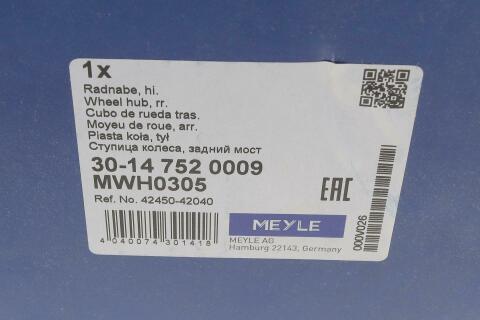 1x
Radnabe, hi.
Wheel hub, rr.
Cubo de rueda tras.
Moyeu de roue, arr.
Piasta koła, tył
Ступица колеса, задний мост
30-14 752 0009
MWH0305
Ref. No. 42450-42040
4 040074 301418
MEYLE
MEYLE AG
Hamburg 22143, Germany
EAC
000V026